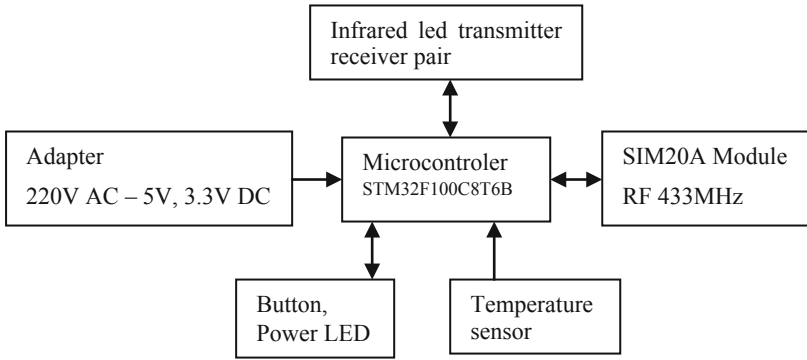 Infrared led transmitter
receiver pair
Adapter
220V AC – 5V, 3.3V DC
Microcontroler
STM32F100C8T6B
SIM20A Module
RF 433MHz
Button,
Power LED
Temperature
sensor